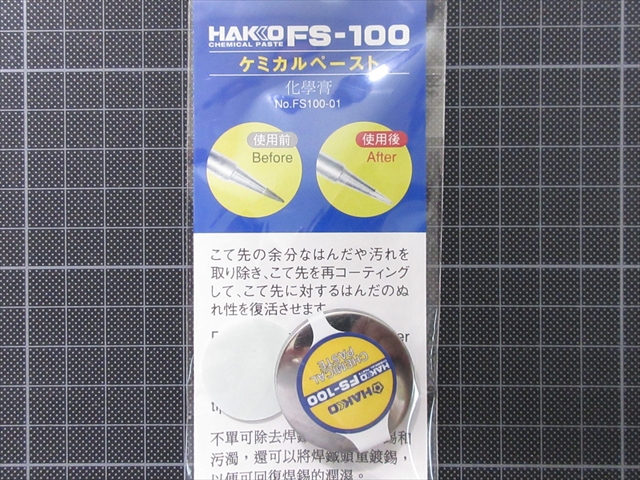 HAKKO FS-100
CHEMICAL PASTE
ケミカルペースト
化學膏
No.FS100-01
使用前
Before
使用後
After
こて先の余分なはんだや汚れを
取り除き、こて先を再コーティング
して、こて先に対するはんだのぬ
れ性を復活させます。
HAKKO
HAKKO FS-100
CHEMICAL
PASTE
不單可除去焊
和
污濁，還可以將焊鐵頭重鍍錫，
以便可回復焊錫的潤濕。